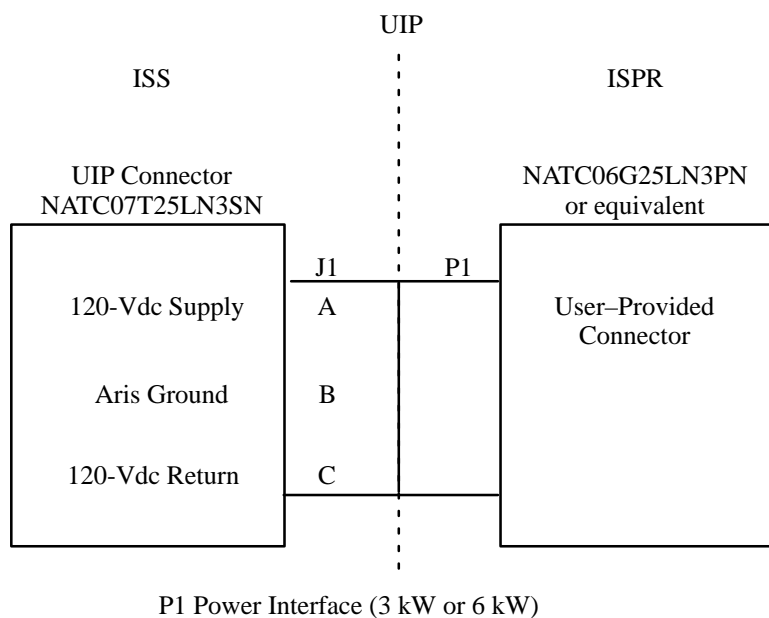 UIP
ISS
ISPR
UIP Connector
NATC07T25LN3SN
NATC06G25LN3PN
or equivalent
J1
P1
120-Vdc Supply
A
User–Provided
Connector
Aris Ground
B
120-Vdc Return
C
P1 Power Interface (3 kW or 6 kW)